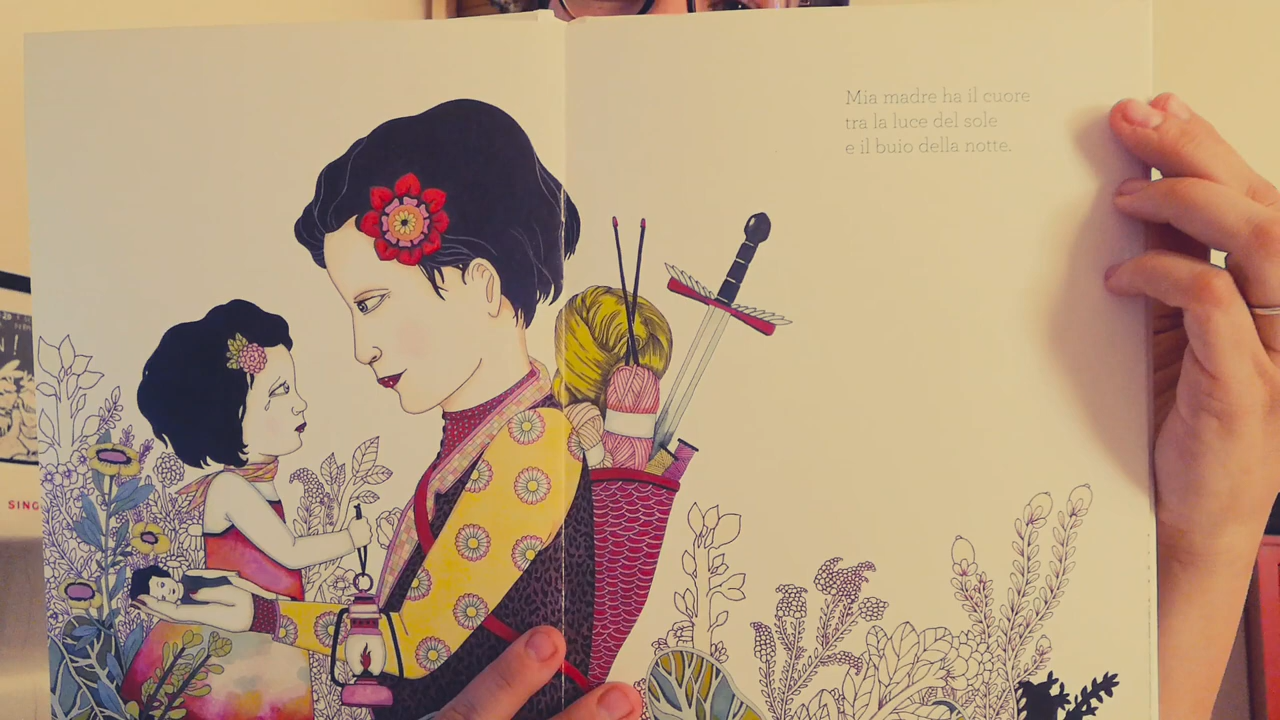 Mia madre ha il cuore
tra la luce del sole
e il buio della notte.